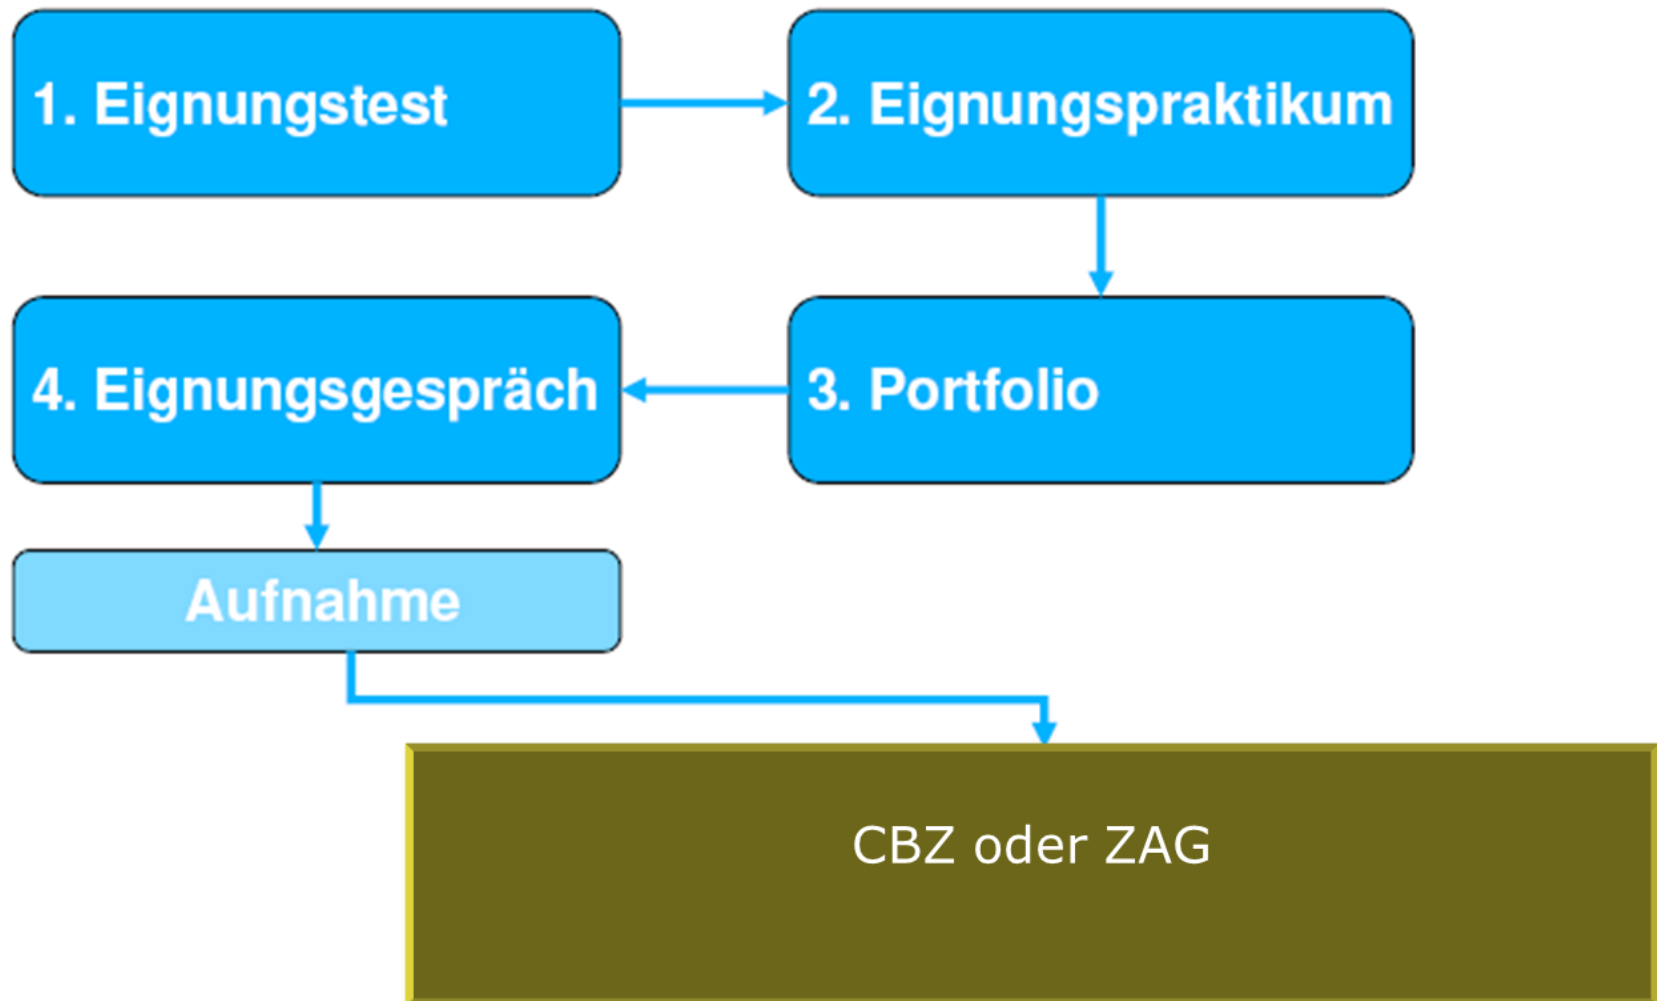 1. Eignungstest
2. Eignungspraktikum
3. Portfolio
4. Eignungsgespräch
Aufnahme
CBZ oder ZAG